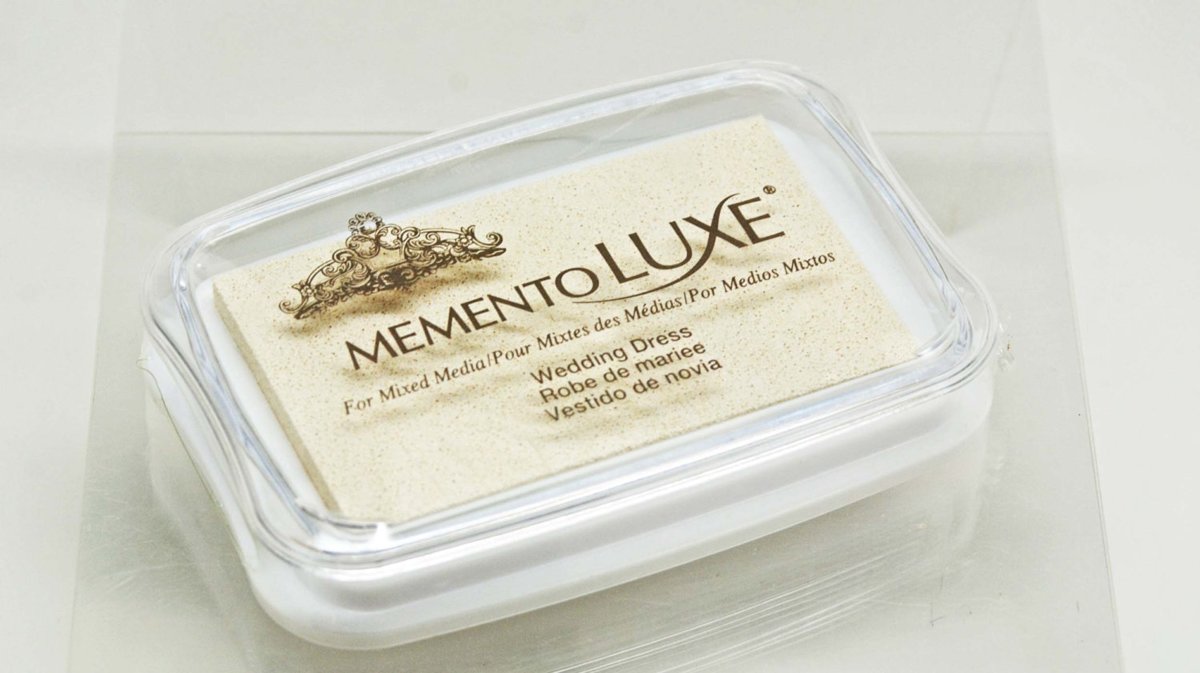 MEMENTO LUXE®
For Mixed Media/Pour Mixtes des Médias/Por Medios Mixtos
Wedding Dress
Robe de mariee
Vestido de novia